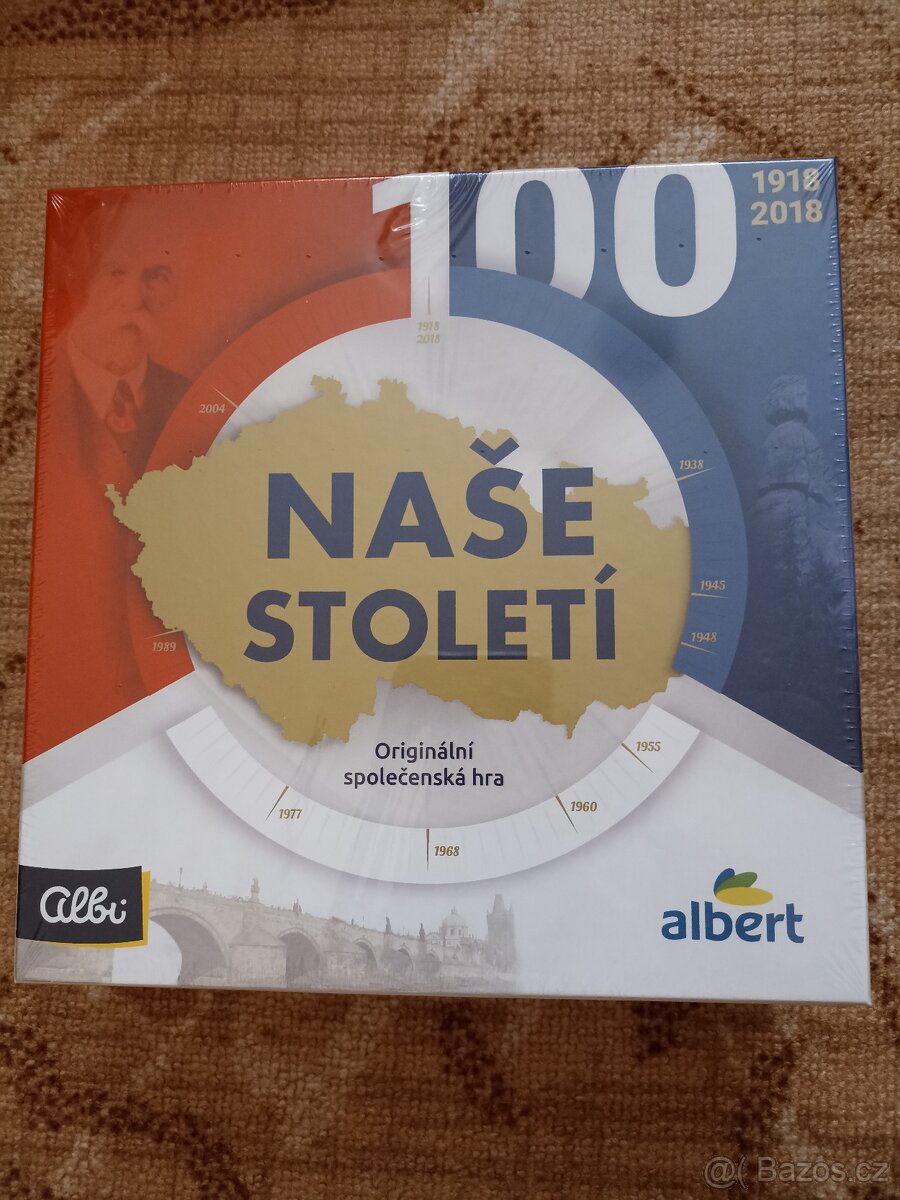 100
1918
2018
1918
2018
2004
1938
NAŠE
STOLETÍ
1945
1948
1989
Originální
společenská hra
1955
1977
1960
1968
albi
albert
@( Bazoš.cz